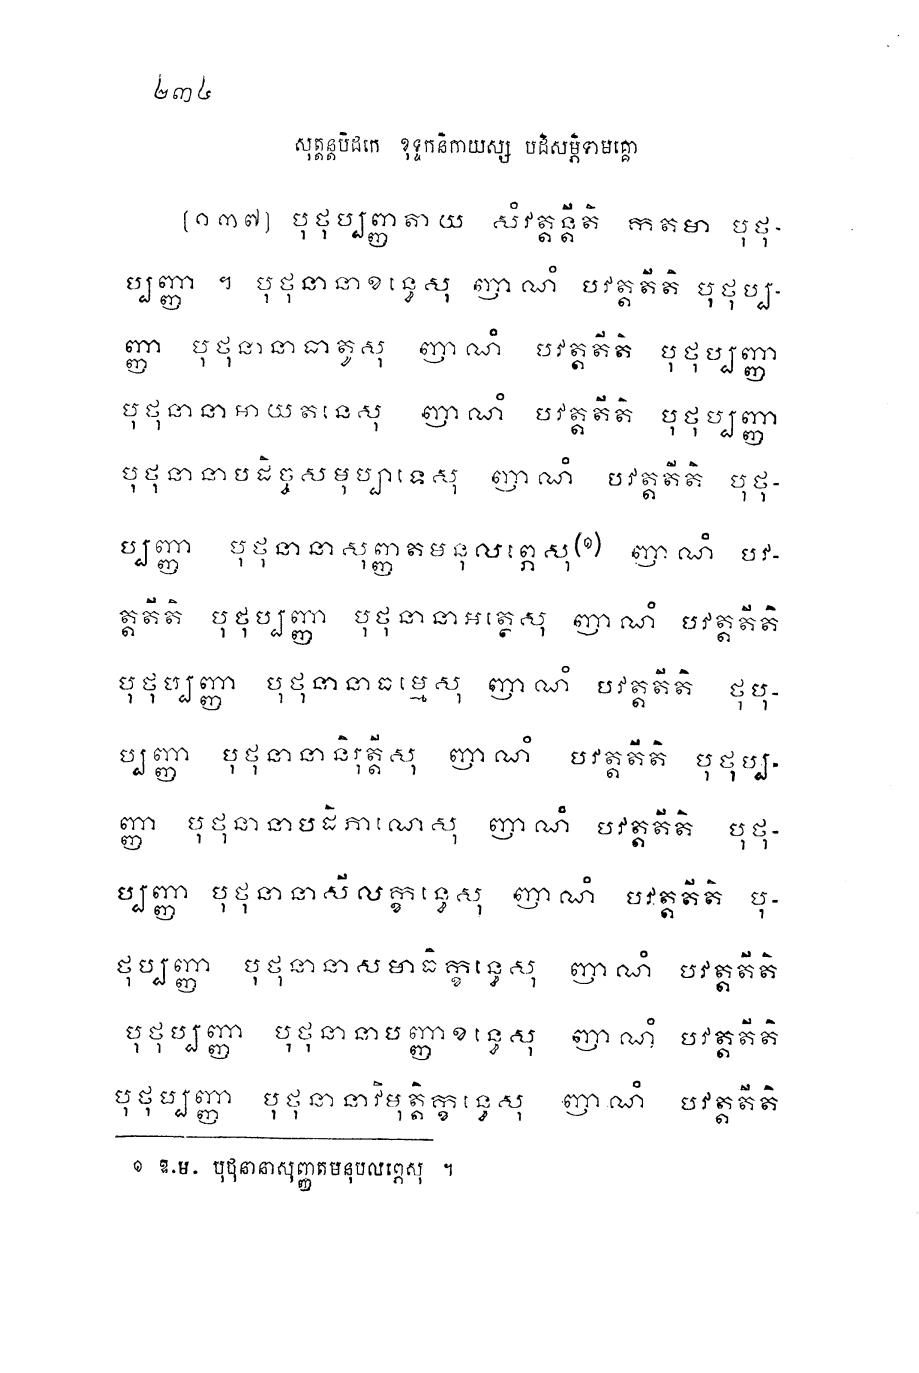 ២៣៤
សុត្តន្តបិដកេ ខុទ្ទកនិកាយស្ស បដិសម្ភិទាមគ្គោ
[១៣៧] បុថុប្បញ្ញតាយ សំវត្តន្តីតិ កតមា បុថុ-
ប្បញ្ញា ។ បុថុនានាខន្ធេសុ ញាណំ បវត្តតីតិ បុថុប្ប-
ញ្ញា បុថុនានាធាតូសុ ញាណំ បវត្តតីតិ បុថុប្បញ្ញា
បុថុនានាអាយតនេសុ ញាណំ បវត្តតីតិ បុថុប្បញ្ញា
បុថុនានាបដិច្ចសមុប្បាទេសុ ញាណំ បវត្តតីតិ បុថុ-
ប្បញ្ញា បុថុនានាសុញ្ញតមនុលព្ភេសុ(១) ញាណំ បវ-
ត្តតីតិ បុថុប្បញ្ញា បុថុនានាអត្ថេសុ ញាណំ បវត្តតីតិ
បុថុប្បញ្ញា បុថុនានាធម្មេសុ ញាណំ បវត្តតីតិ ថុបុ-
ប្បញ្ញា បុថុនានានិរុត្តីសុ ញាណំ បវត្តតីតិ បុថុប្ប-
ញ្ញា បុថុនានាបដិភាណេសុ ញាណំ បវត្តតីតិ បុថុ-
ប្បញ្ញា បុថុនានាសីលក្ខន្ធេសុ ញាណំ បវត្តតីតិ បុ-
ថុប្បញ្ញា បុថុនានាសមាធិក្ខន្ធេសុ ញាណំ បវត្តតីតិ
បុថុប្បញ្ញា បុថុនានាបញ្ញាខន្ធេសុ ញាណំ បវត្តតីតិ
បុថុប្បញ្ញា បុថុនានាវិមុត្តិក្ខន្ធេសុ ញាណំ បវត្តតីតិ
១ ឱ.ម. បុថុនានាសុញ្ញតមនុបលព្ភេសុ ។